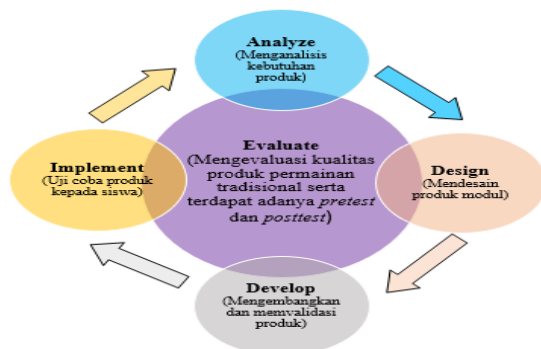 Analyze
(Menganalisis
kebutuhan
produk)
Evaluate
(Mengevaluasi kualitas
produk permainan
tradisional serta
terdapat adanya pretest
dan posttest)
Implement
(Uji coba produk
kepada siswa)
Design
(Mendesain
produk modul)
Develop
(Mengembangkan
dan memvalidasi
produk)